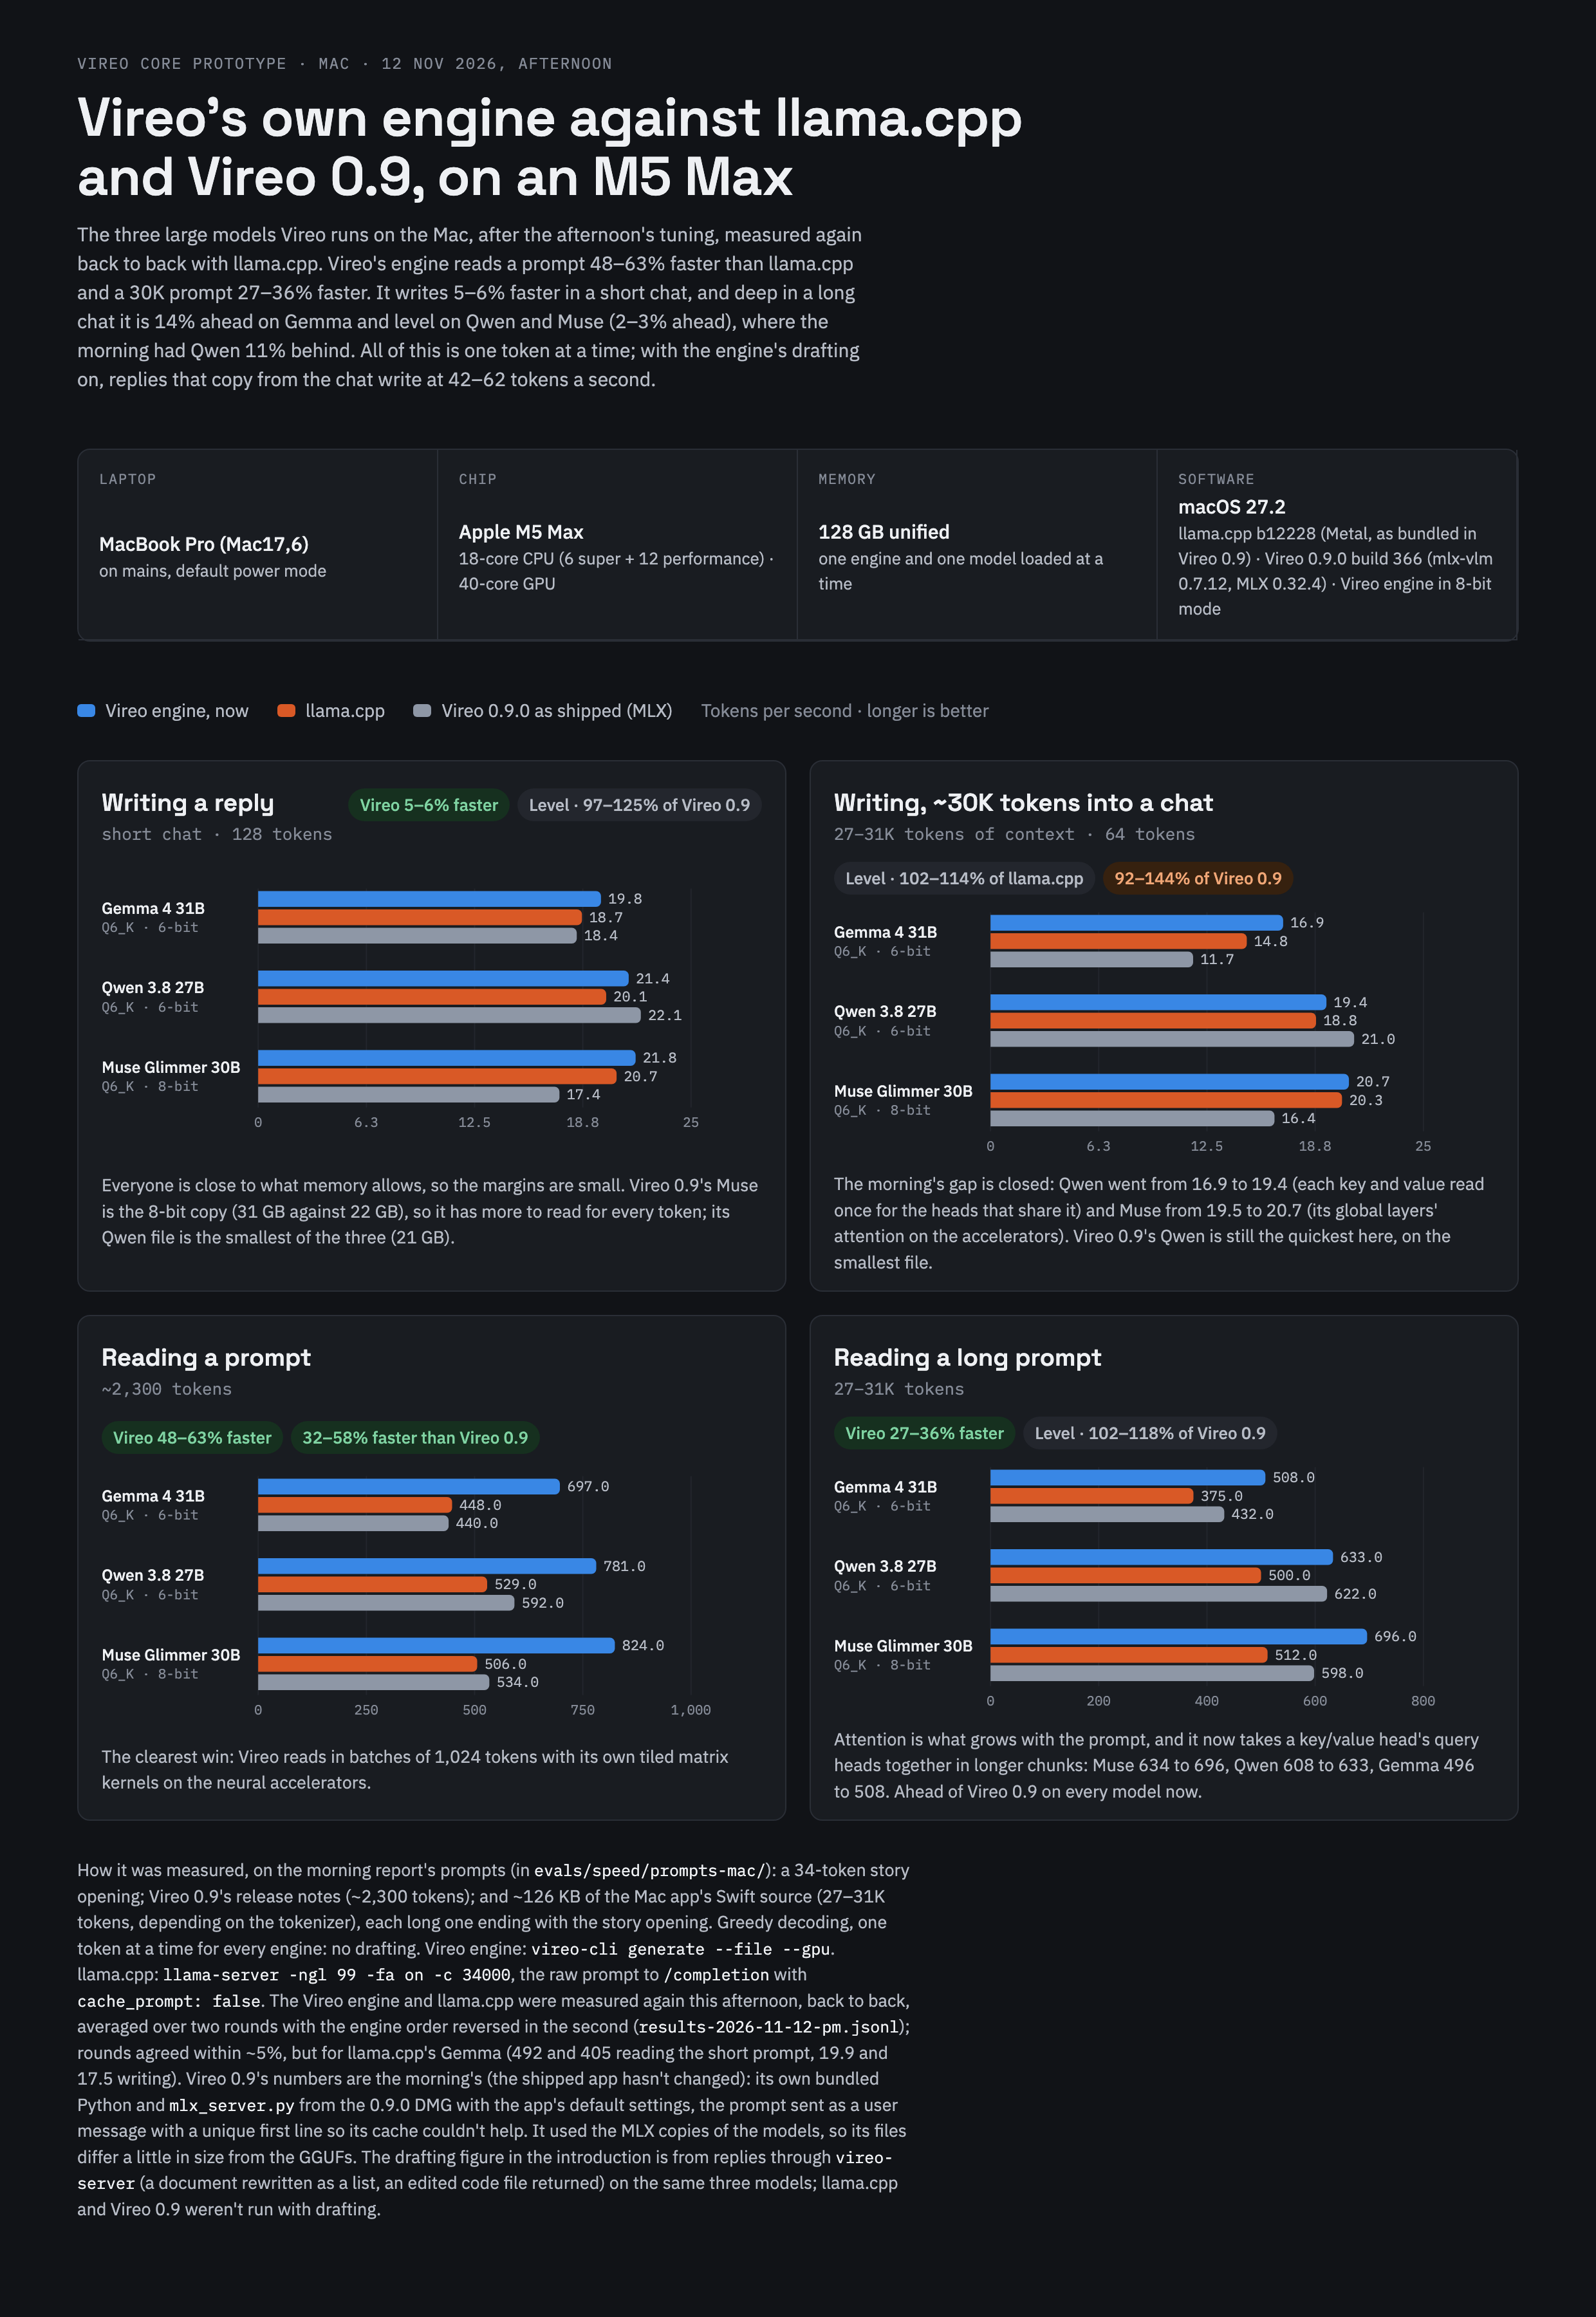 VIREO CORE PROTOTYPE · MAC · 12 NOV 2026, AFTERNOON
Vireo’s own engine against llama.cpp
and Vireo 0.9, on an M5 Max
The three large models Vireo runs on the Mac, after the afternoon's tuning, measured again
back to back with llama.cpp. Vireo's engine reads a prompt 48–63% faster than llama.cpp
and a 30K prompt 27–36% faster. It writes 5–6% faster in a short chat, and deep in a long
chat it is 14% ahead on Gemma and level on Qwen and Muse (2–3% ahead), where the
morning had Qwen 11% behind. All of this is one token at a time; with the engine's drafting
on, replies that copy from the chat write at 42–62 tokens a second.
LAPTOP
MacBook Pro (Mac17,6)
on mains, default power mode
CHIP
Apple M5 Max
18-core CPU (6 super + 12 performance) ·
40-core GPU
MEMORY
128 GB unified
one engine and one model loaded at a
time
SOFTWARE
macOS 27.2
llama.cpp b12228 (Metal, as bundled in
Vireo 0.9) · Vireo 0.9.0 build 366 (mlx-vlm
0.7.12, MLX 0.32.4) · Vireo engine in 8-bit
mode
Vireo engine, now llama.cpp Vireo 0.9.0 as shipped (MLX) Tokens per second · longer is better
Writing a reply
Vireo 5–6% faster Level · 97–125% of Vireo 0.9
short chat · 128 tokens
Gemma 4 31B
Q6_K · 6-bit
19.8
18.7
18.4
Qwen 3.8 27B
Q6_K · 6-bit
21.4
20.1
22.1
Muse Glimmer 30B
Q6_K · 8-bit
21.8
20.7
17.4
0 6.3 12.5 18.8 25
Everyone is close to what memory allows, so the margins are small. Vireo 0.9's Muse
is the 8-bit copy (31 GB against 22 GB), so it has more to read for every token; its
Qwen file is the smallest of the three (21 GB).
Writing, ~30K tokens into a chat
27–31K tokens of context · 64 tokens
Level · 102–114% of llama.cpp 92–144% of Vireo 0.9
Gemma 4 31B
Q6_K · 6-bit
16.9
14.8
11.7
Qwen 3.8 27B
Q6_K · 6-bit
19.4
18.8
21.0
Muse Glimmer 30B
Q6_K · 8-bit
20.7
20.3
16.4
0 6.3 12.5 18.8 25
The morning's gap is closed: Qwen went from 16.9 to 19.4 (each key and value read
once for the heads that share it) and Muse from 19.5 to 20.7 (its global layers'
attention on the accelerators). Vireo 0.9's Qwen is still the quickest here, on the
smallest file.
Reading a prompt
~2,300 tokens
Vireo 48–63% faster 32–58% faster than Vireo 0.9
Gemma 4 31B
Q6_K · 6-bit
697.0
448.0
440.0
Qwen 3.8 27B
Q6_K · 6-bit
781.0
529.0
592.0
Muse Glimmer 30B
Q6_K · 8-bit
824.0
506.0
534.0
0 250 500 750 1,000
The clearest win: Vireo reads in batches of 1,024 tokens with its own tiled matrix
kernels on the neural accelerators.
Reading a long prompt
27–31K tokens
Vireo 27–36% faster Level · 102–118% of Vireo 0.9
Gemma 4 31B
Q6_K · 6-bit
508.0
375.0
432.0
Qwen 3.8 27B
Q6_K · 6-bit
633.0
500.0
622.0
Muse Glimmer 30B
Q6_K · 8-bit
696.0
512.0
598.0
0 200 400 600 800
Attention is what grows with the prompt, and it now takes a key/value head's query
heads together in longer chunks: Muse 634 to 696, Qwen 608 to 633, Gemma 496
to 508. Ahead of Vireo 0.9 on every model now.
How it was measured, on the morning report's prompts (in evals/speed/prompts-mac/): a 34-token story
opening; Vireo 0.9's release notes (~2,300 tokens); and ~126 KB of the Mac app's Swift source (27–31K
tokens, depending on the tokenizer), each long one ending with the story opening. Greedy decoding, one
token at a time for every engine: no drafting. Vireo engine: vireo-cli generate --file --gpu.
llama.cpp: llama-server -ngl 99 -fa on -c 34000, the raw prompt to /completion with
cache_prompt: false. The Vireo engine and llama.cpp were measured again this afternoon, back to back,
averaged over two rounds with the engine order reversed in the second (results-2026-11-12-pm.jsonl);
rounds agreed within ~5%, but for llama.cpp's Gemma (492 and 405 reading the short prompt, 19.9 and
17.5 writing). Vireo 0.9's numbers are the morning's (the shipped app hasn't changed): its own bundled
Python and mlx_server.py from the 0.9.0 DMG with the app's default settings, the prompt sent as a user
message with a unique first line so its cache couldn't help. It used the MLX copies of the models, so its files
differ a little in size from the GGUFs. The drafting figure in the introduction is from replies through vireo-
server (a document rewritten as a list, an edited code file returned) on the same three models; llama.cpp
and Vireo 0.9 weren't run with drafting.